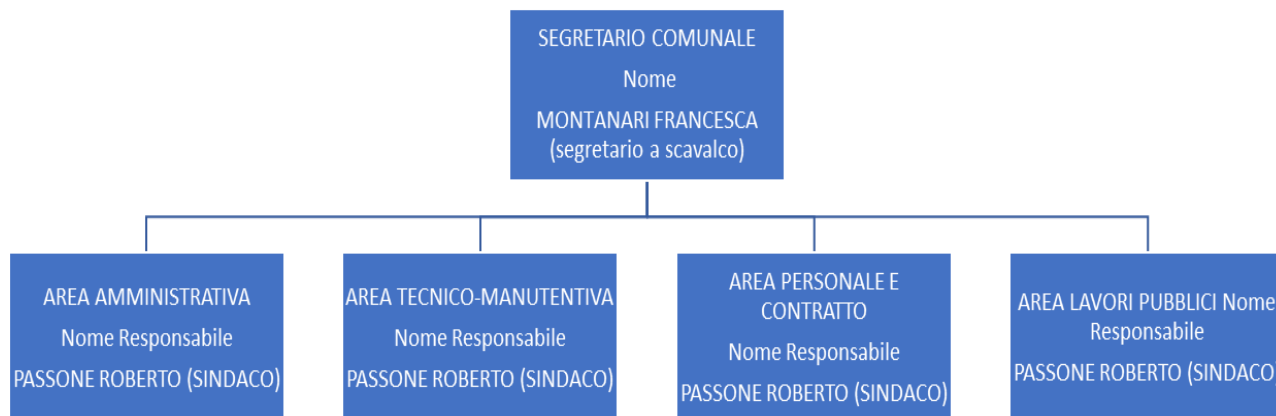 SEGRETARIO COMUNALE
Nome
MONTANARI FRANCESCA
(segretario a scavalco)
AREA AMMINISTRATIVA
Nome Responsabile
PASSONE ROBERTO (SINDACO)
AREA TECNICO-MANUTENTIVA
Nome Responsabile
PASSONE ROBERTO (SINDACO)
AREA PERSONALE E
CONTRATTO
Nome Responsabile
PASSONE ROBERTO (SINDACO)
AREA LAVORI PUBBLICI Nome
Responsabile
PASSONE ROBERTO (SINDACO